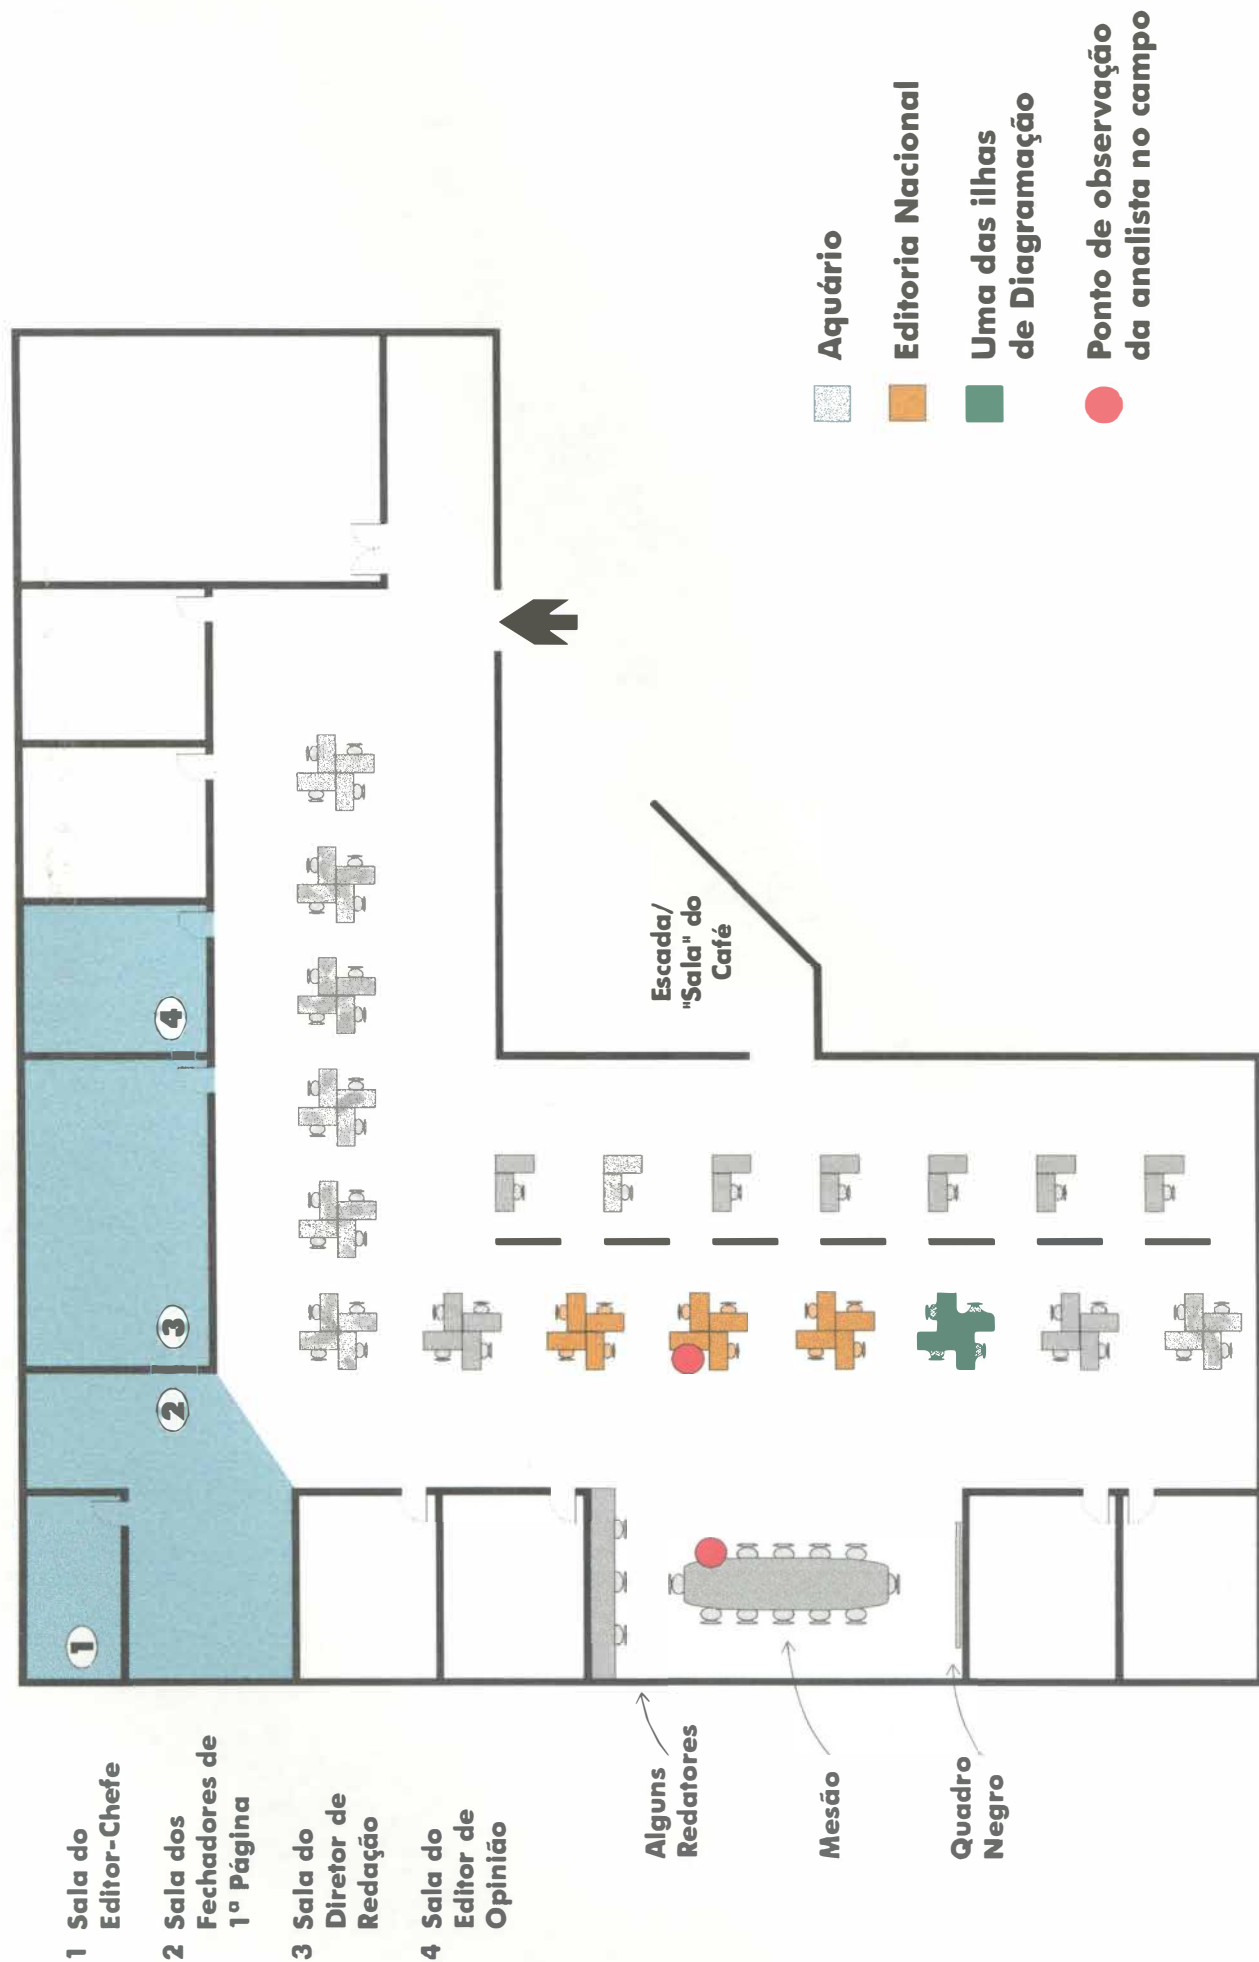 1 Sala do
Editor-Chefe
2 Sala dos
Fechadores de
1ª Página
3 Sala do
Diretor de
Redação
4 Sala do
Editor de
Opinião
1
2
3
4
Alguns
Redatores
Mesão
Quadro
Negro
Escada/
"Sala" do
Café
Aquário
Editoria Nacional
Uma das ilhas
de Diagramação
Ponto de observação
da analista no campo